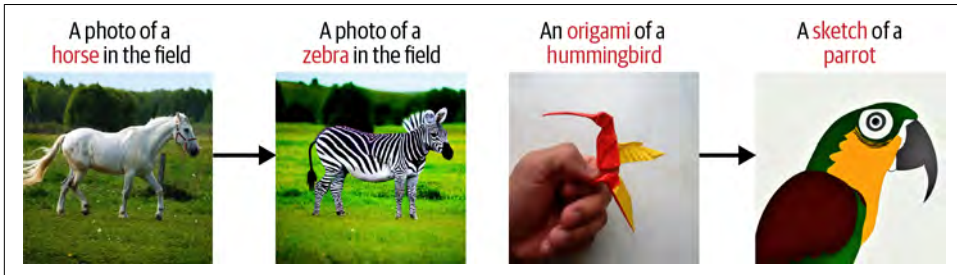 A photo of a
horse in the field
A photo of a
zebra in the field
An origami of a
hummingbird
A sketch of a
parrot